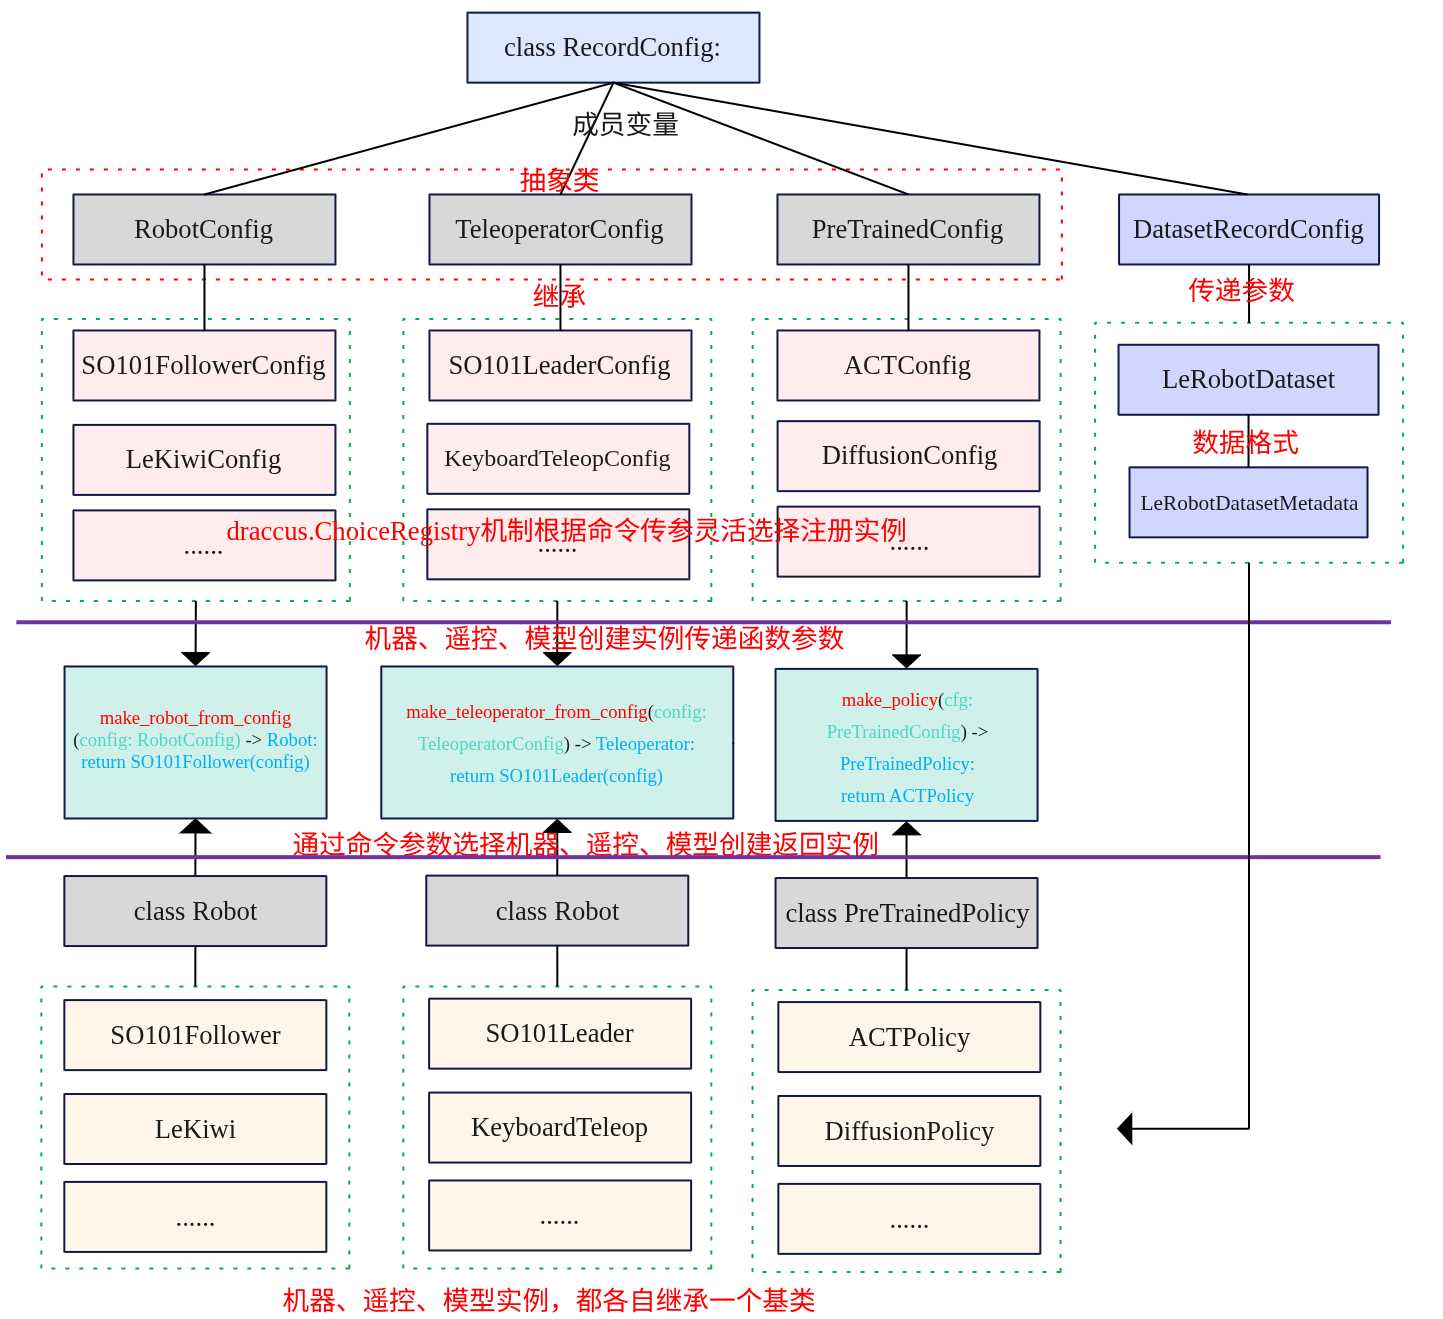 class RecordConfig:
成员变量
抽象类
RobotConfig
TeleoperatorConfig
PreTrainedConfig
DatasetRecordConfig
继承
传递参数
SO101FollowerConfig
SO101LeaderConfig
ACTConfig
LeRobotDataset
数据格式
LeKiwiConfig
KeyboardTeleopConfig
DiffusionConfig
LeRobotDatasetMetadata
draccus.ChoiceRegistry机制根据命令传参灵活选择注册实例
......
......
......
机器、遥控、模型创建实例传递函数参数
make_robot_from_config
(config: RobotConfig) -> Robot:
return SO101Follower(config)
make_teleoperator_from_config(config:
TeleoperatorConfig) -> Teleoperator:
return SO101Leader(config)
make_policy(cfg:
PreTrainedConfig) ->
PreTrainedPolicy:
return ACTPolicy
通过命令参数选择机器、遥控、模型创建返回实例
class Robot
class Robot
class PreTrainedPolicy
SO101Follower
SO101Leader
ACTPolicy
LeKiwi
KeyboardTeleop
DiffusionPolicy
......
......
......
机器、遥控、模型实例，都各自继承一个基类